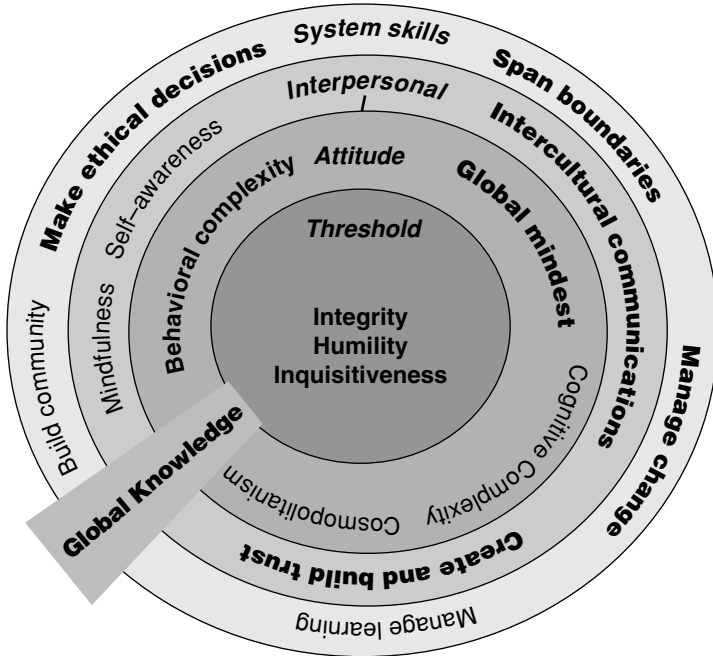 System skills
Make ethical decisions
Span boundaries
Build community
Manage change
Manage learning
Interpersonal
Self–awareness
Intercultural communications
Mindfulness
Create and build trust
Attitude
Behavioral complexity
Global mindest
Cognitive Complexity
Cosmopolitanism
Threshold
Integrity
Humility
Inquisitiveness
Global Knowledge